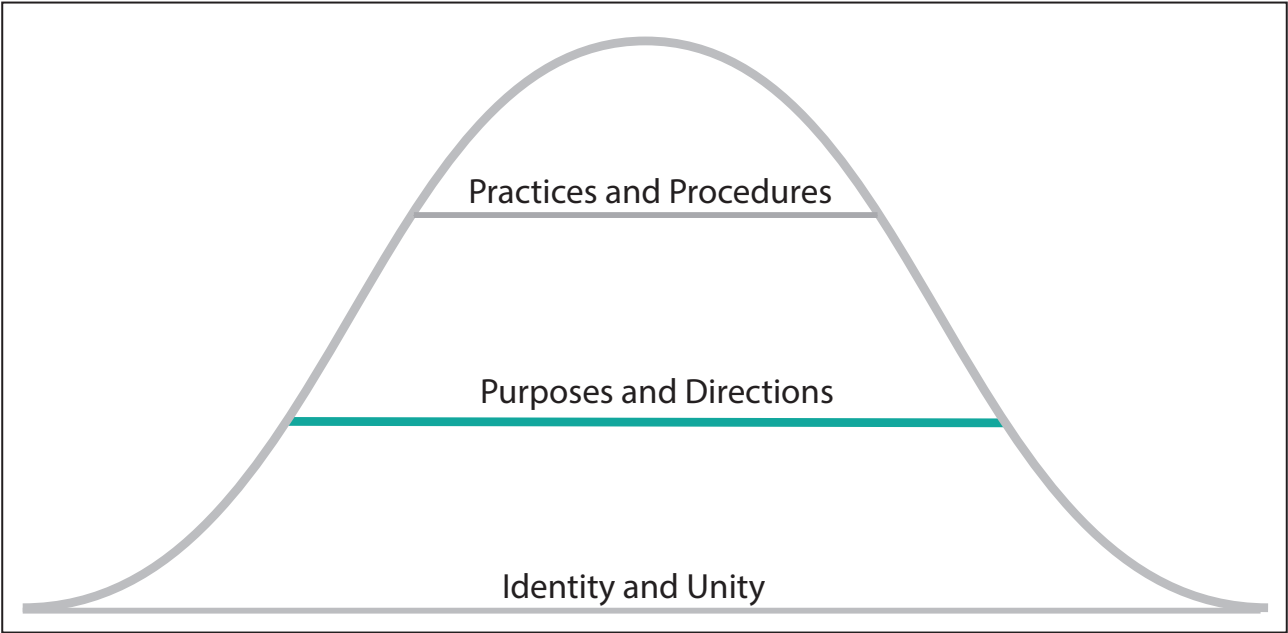 Practices and Procedures
Purposes and Directions
Identity and Unity